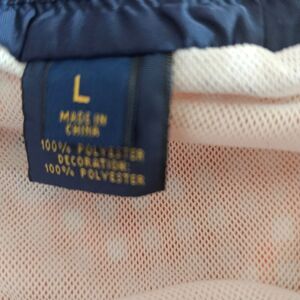 L
MADE IN
CHINA
100% POLYESTER
DECORATION:
100% POLYESTER